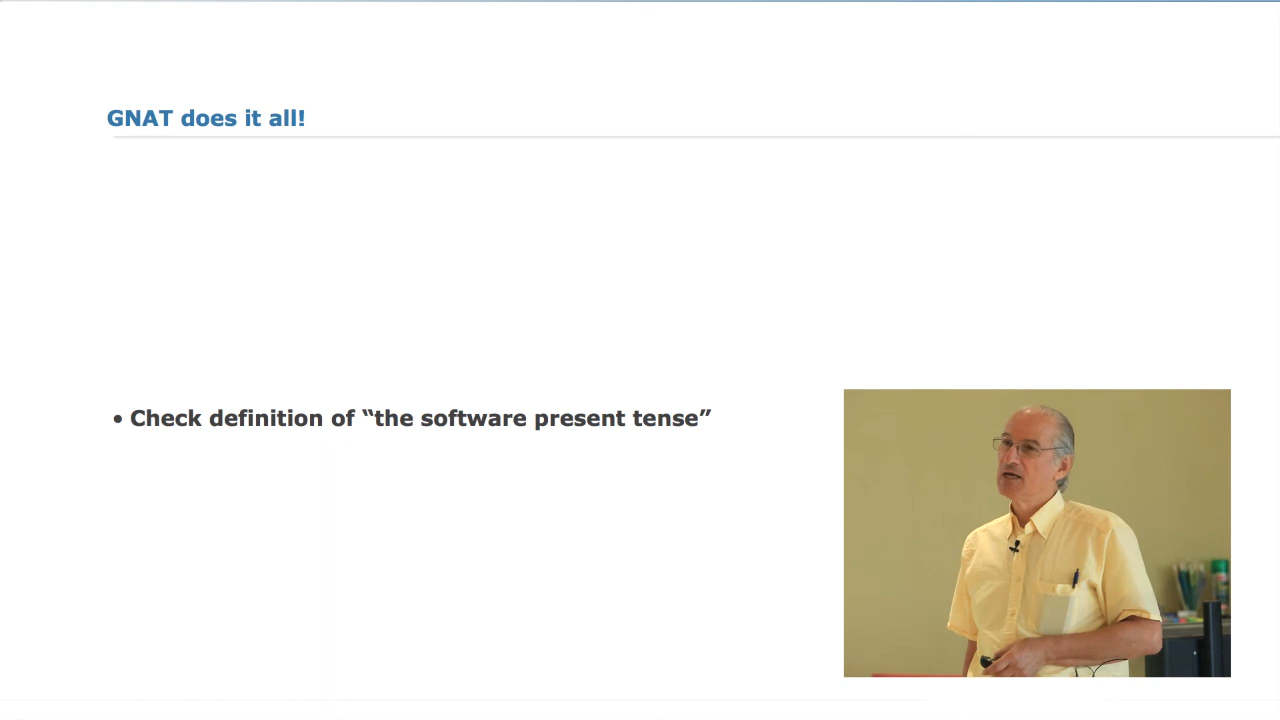 GNAT does it all!
• Check definition of “the software present tense”